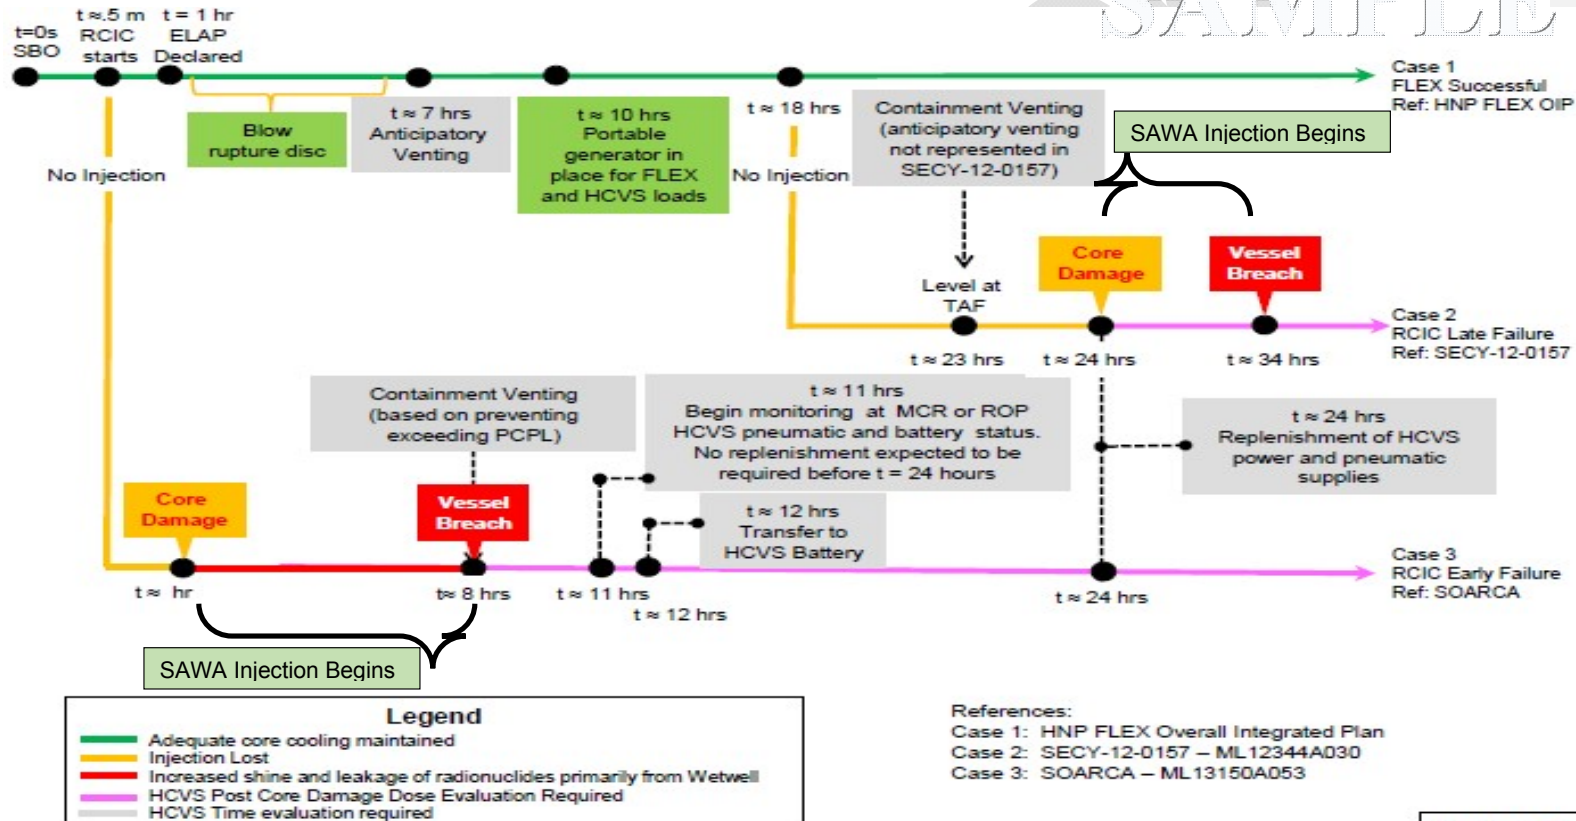 SAMPLE
t=0s
SBO
t ≈.5 m
RCIC
starts
t = 1 hr
ELAP
Declared
Blow
rupture disc
t ≈ 7 hrs
Anticipatory
Venting
t ≈ 10 hrs
Portable
generator in
place for FLEX
and HCVS loads
t ≈ 18 hrs
Containment Venting
(anticipatory venting
not represented in
SECY-12-0157)
SAWA Injection Begins
Case 1
FLEX Successful
Ref: HNP FLEX OIP
No Injection
No Injection
Level at
TAF
Core
Damage
Vessel
Breach
t ≈ 23 hrs
t ≈ 24 hrs
t ≈ 34 hrs
Case 2
RCIC Late Failure
Ref: SECY-12-0157
Containment Venting
(based on preventing
exceeding PCPL)
t ≈ 11 hrs
Begin monitoring at MCR or ROP
HCVS pneumatic and battery status.
No replenishment expected to be
required before t = 24 hours
t ≈ 24 hrs
Replenishment of HCVS
power and pneumatic
supplies
Core
Damage
Vessel
Breach
t ≈ 12 hrs
Transfer to
HCVS Battery
t ≈ hr
t≈ 8 hrs
t ≈ 11 hrs
t ≈ 12 hrs
t ≈ 24 hrs
Case 3
RCIC Early Failure
Ref: SOARCA
SAWA Injection Begins
Legend
Adequate core cooling maintained
Injection Lost
Increased shine and leakage of radionuclides primarily from Wetwell
HCVS Post Core Damage Dose Evaluation Required
HCVS Time evaluation required
References:
Case 1: HNP FLEX Overall Integrated Plan
Case 2: SECY-12-0157 – ML12344A030
Case 3: SOARCA – ML13150A053